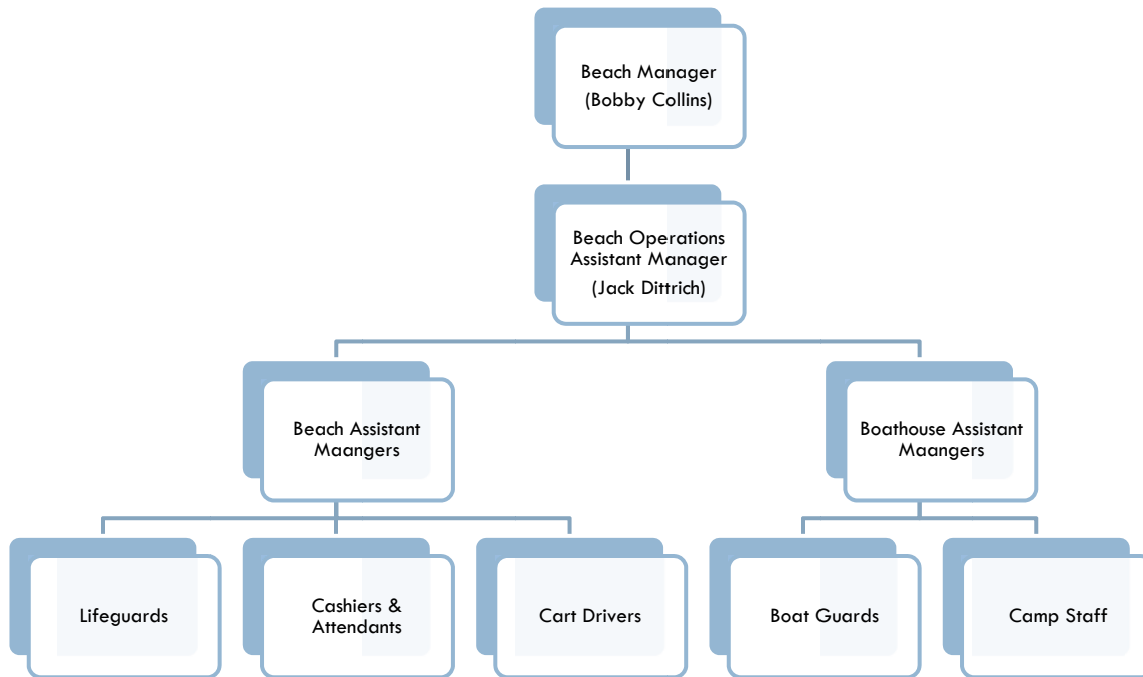 Beach Manager
(Bobby Collins)
Beach Operations
Assistant Manager
(Jack Dittrich)
Beach Assistant
Maangers
Boathouse Assistant
Maangers
Lifeguards
Cashiers &
Attendants
Cart Drivers
Boat Guards
Camp Staff